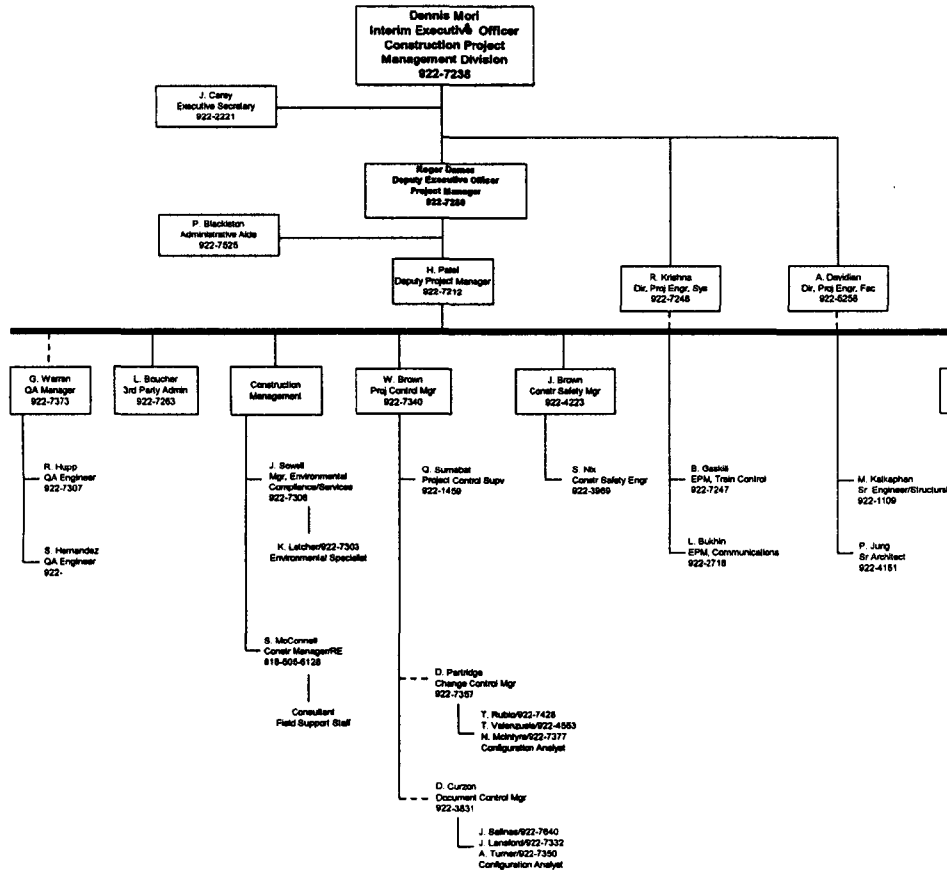 Dennis Mori
Interim Executive Officer
Construction Project
Management Division
922-7238
J. Carey
Executive Secretary
922-2221
Roger Dames
Deputy Executive Officer
Project Manager
922-7289
P. Blackiston
Administrative Aide
922-7525
H. Patel
Deputy Project Manager
922-7212
R. Krishna
Dir, Proj Engr, Sys
922-7248
A. Davidian
Dir, Proj Engr, Fac
922-5258
G. Warren
QA Manager
922-7373
L. Boucher
3rd Party Admin
922-7263
Construction
Management
W. Brown
Proj Control Mgr
922-7340
J. Brown
Constr Safety Mgr
922-4223
R. Hupp
QA Engineer
922-7307
S. Hernandez
QA Engineer
922-
J. Sowell
Mgr, Environmental
Compliance/Services
922-7306
K. Letcher/922-7303
Environmental Specialist
S. McConnell
Constr Manager/RE
818-505-6128
Consultant
Field Support Staff
Q. Sumabat
Project Control Supv
922-1459
D. Partridge
Change Control Mgr
922-7357
T. Rubio/922-7428
T. Valenzuela/922-4553
N. McIntyre/922-7377
Configuration Analyst
D. Curzon
Document Control Mgr
922-3831
J. Salinas/922-7640
J. Lansford/922-7332
A. Turner/922-7350
Configuration Analyst
S. Nix
Constr Safety Engr
922-3969
B. Gaskill
EPM, Train Control
922-7247
L. Bukhin
EPM, Communications
922-2718
M. Kalkaphan
Sr Engineer/Structural
922-1109
P. Jung
Sr Architect
922-4151